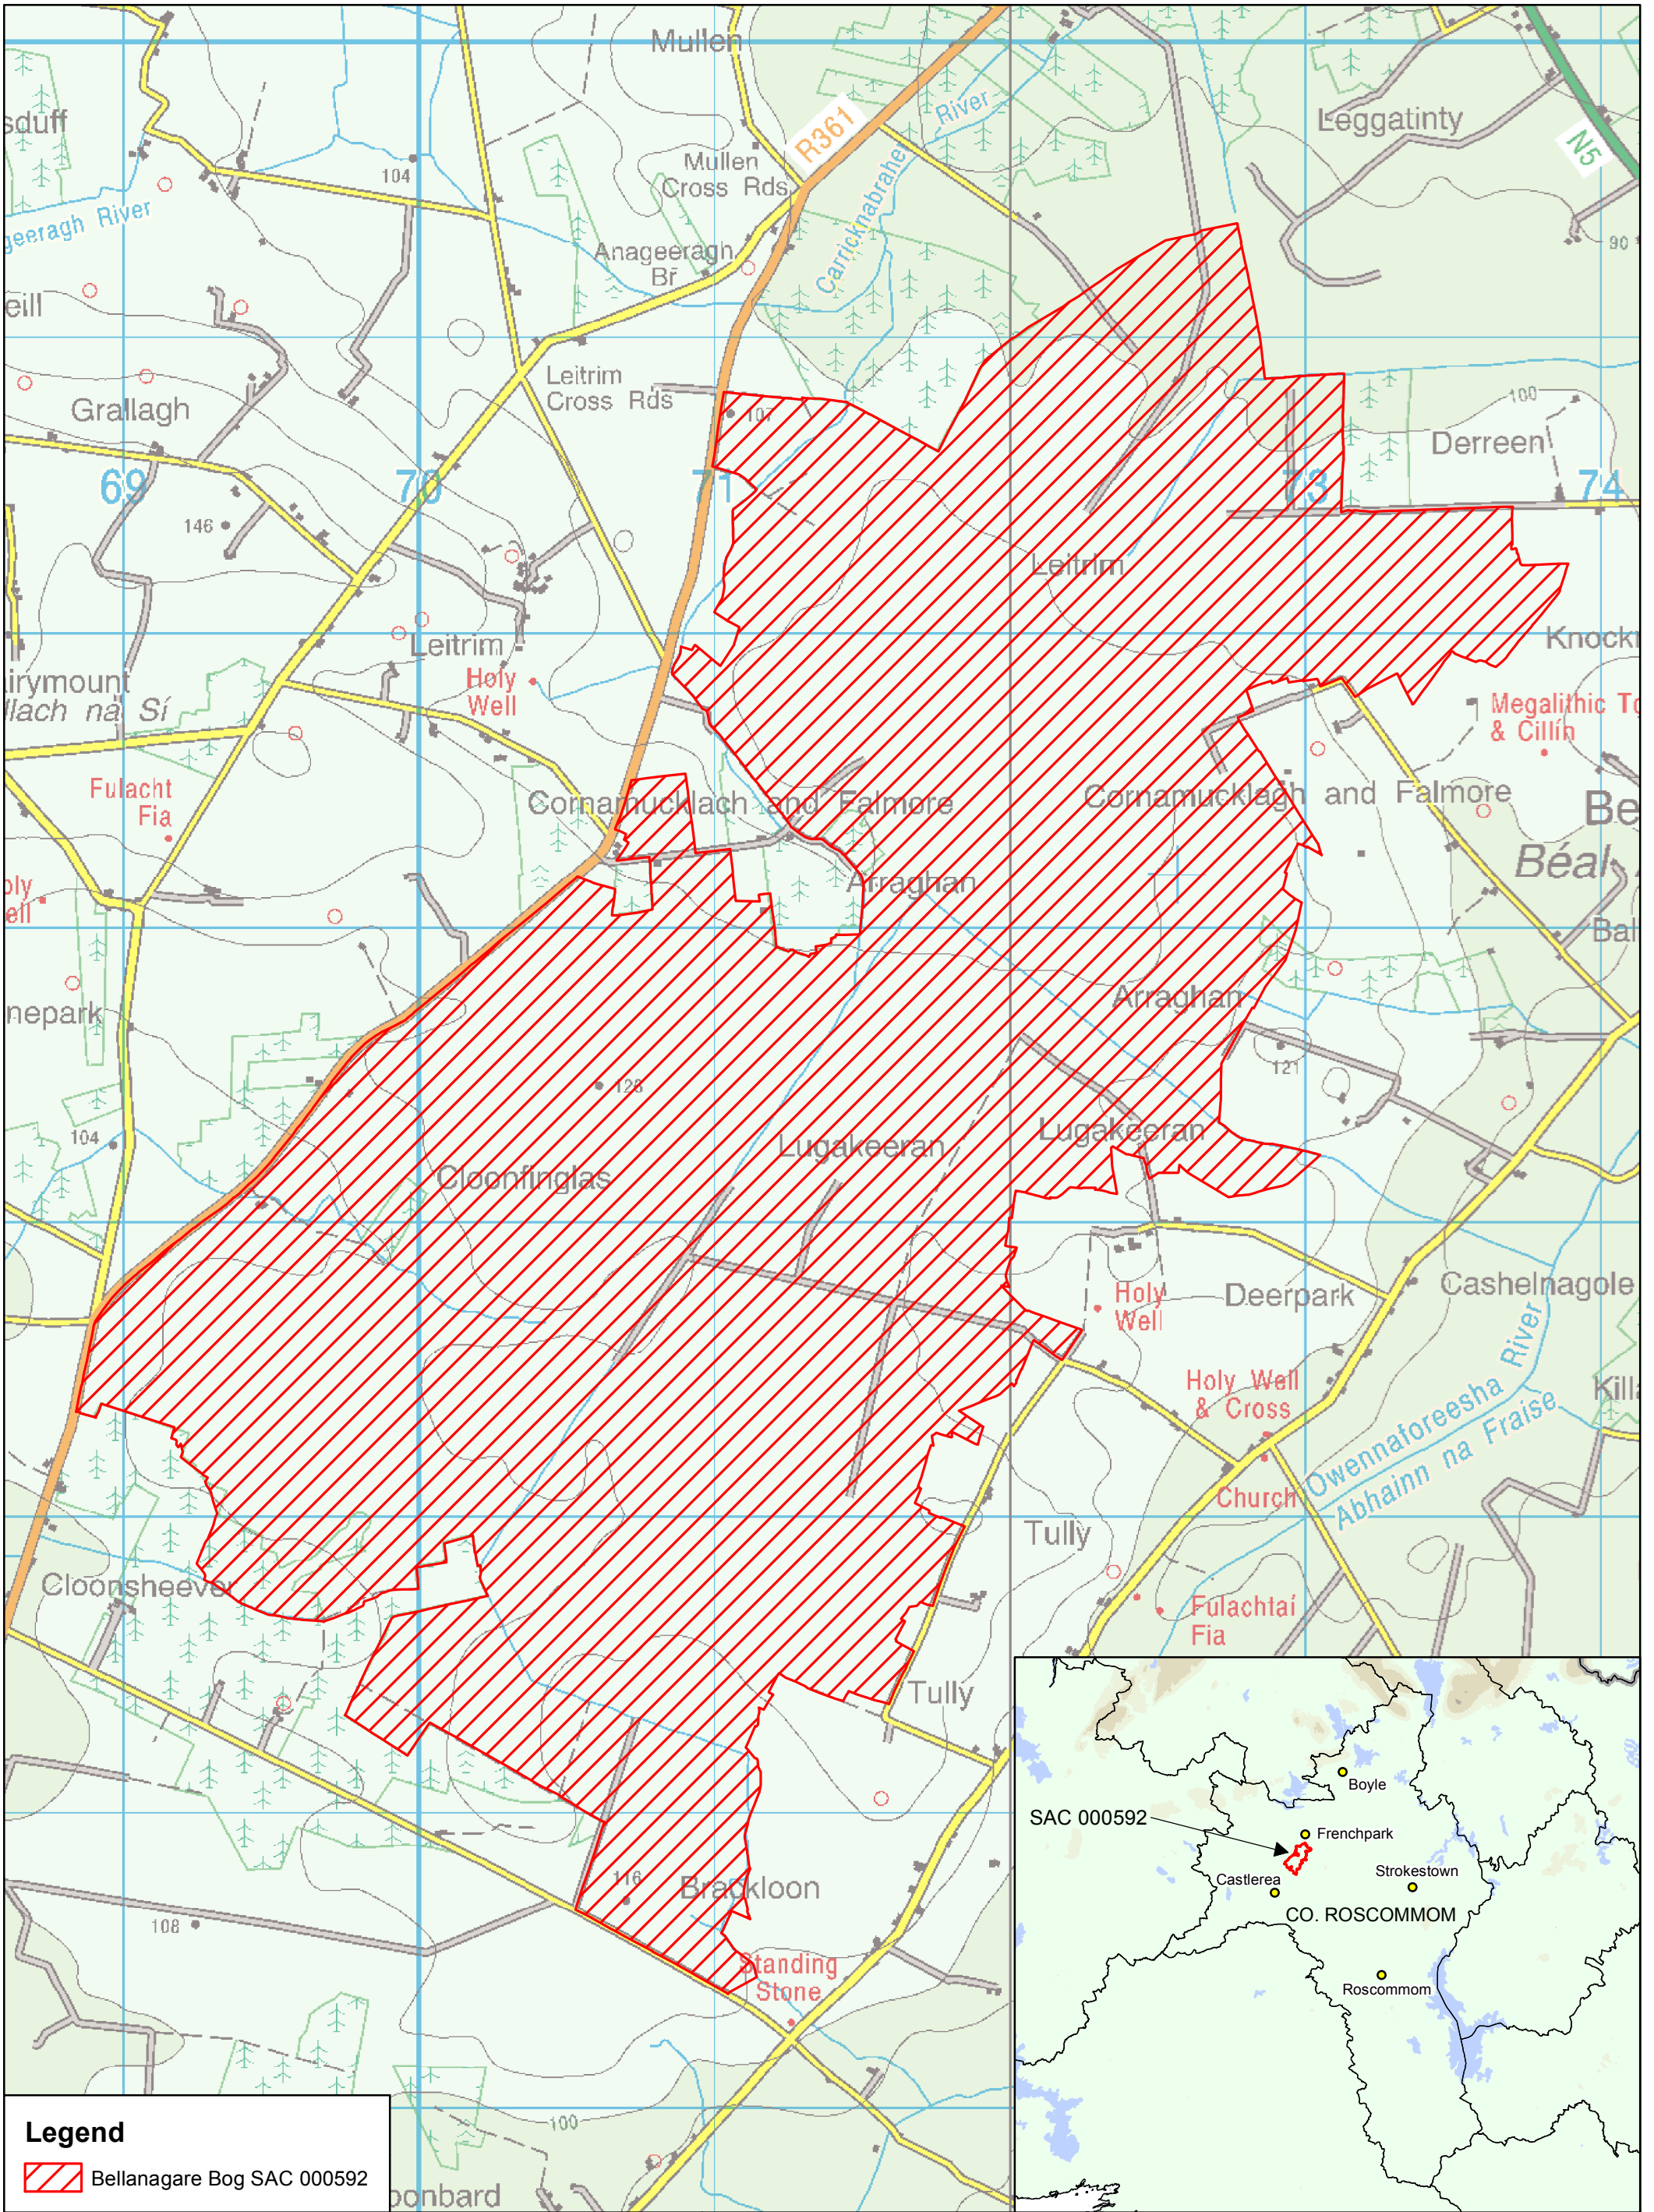 Mullen
sduff
R361
River
Leggatinty
N5
Mullen
Cross Rds
104
Carricknabraher
geeragh River
Anageeragh
Br
90
eill
Leitrim
Cross Rds
107
100
Grallagh
Derreen
69
70
71
73
74
146
Leitrim
Leitrim
Knock
Holy
Well
irymount
llach na Sí
Megalithic To
& Cillín
Fulacht
Fia
Cornamucklach and Falmore
Cornamucklagh and Falmore
Be
Béal
oly
ell
Arraghan
Bal
Arraghan
nepark
121
126
104
Lugakeeran
Lugakeeran
Cloonfinglas
Holy
Well
Deerpark
Cashelnagole
River
Holy Well
& Cross
Kill
Owennaforeesha
Abhainn na Fraise
Church
Tully
Cloonsheever
Fulachtaí
Fia
Tully
116
Brackloon
108
Standing
Stone
100
oonbard
Boyle
SAC 000592
Frenchpark
Castlerea
Strokestown
CO. ROSCOMMOM
Roscommom
Legend
Bellanagare Bog SAC 000592